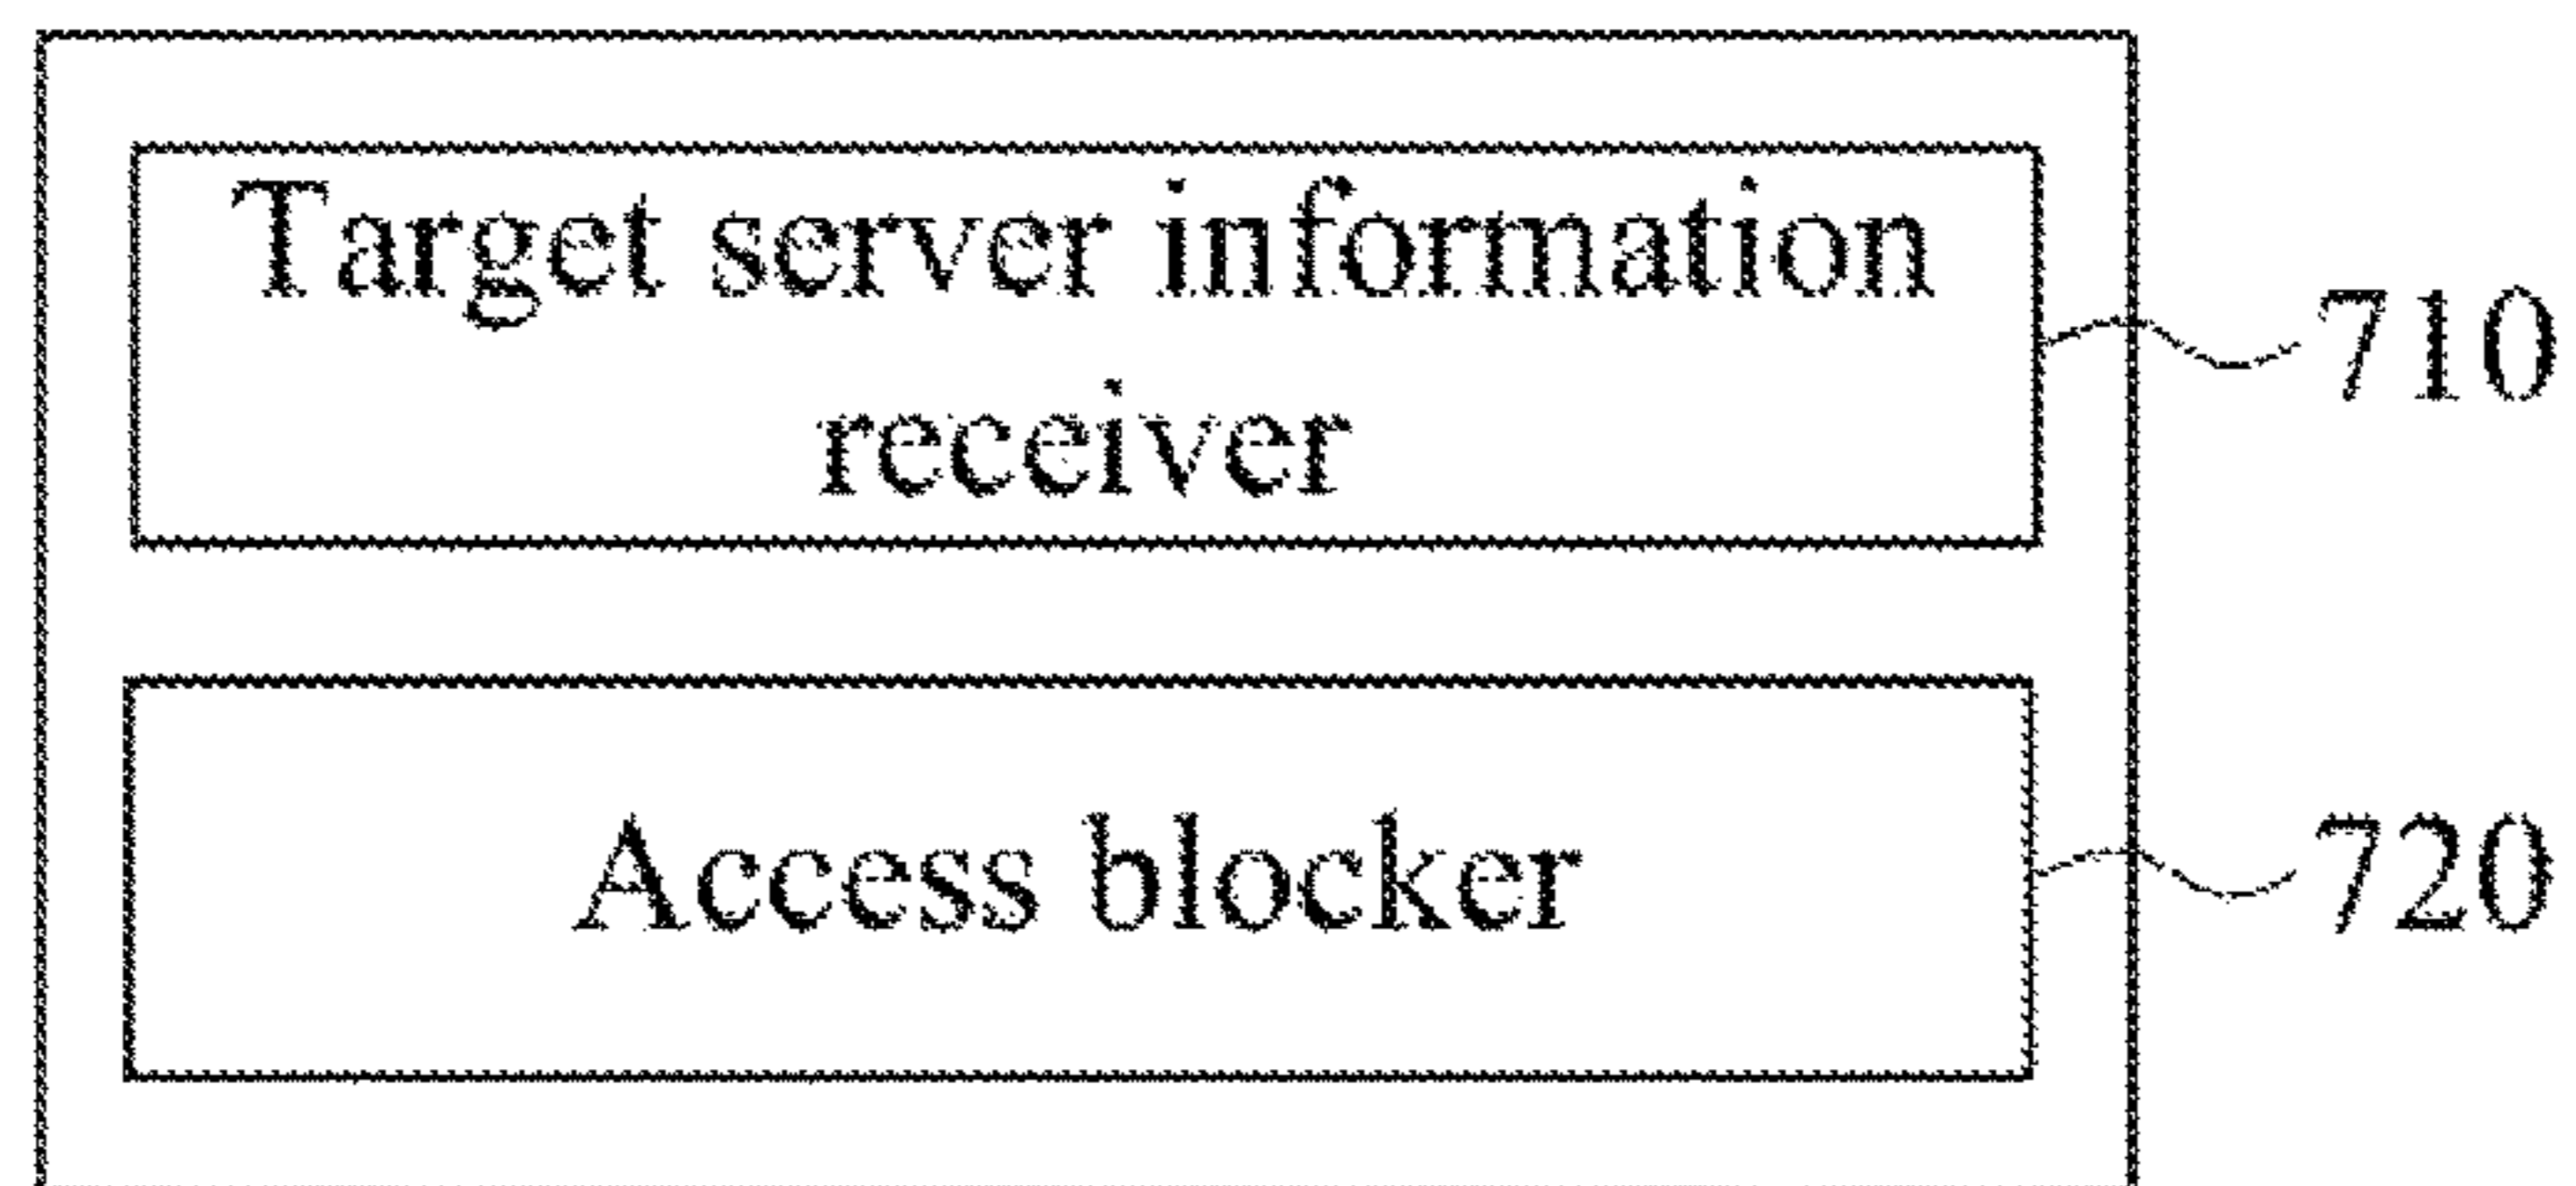 Target server information
receiver
710
Access blocker
720